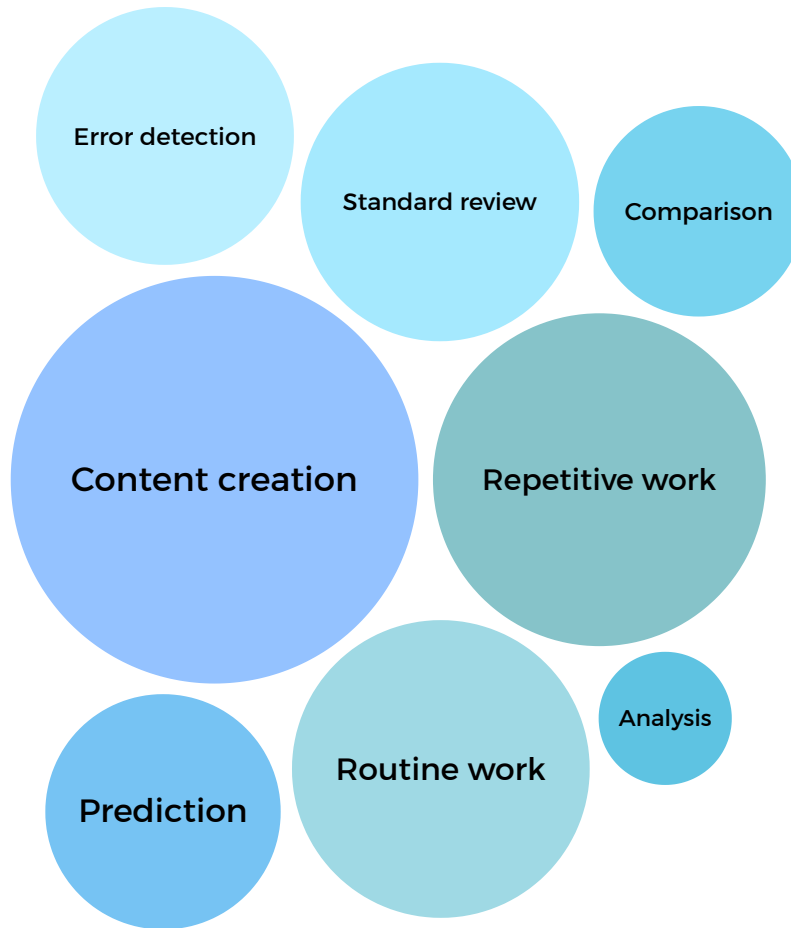 Error detection
Standard review
Comparison
Content creation
Repetitive work
Analysis
Routine work
Prediction